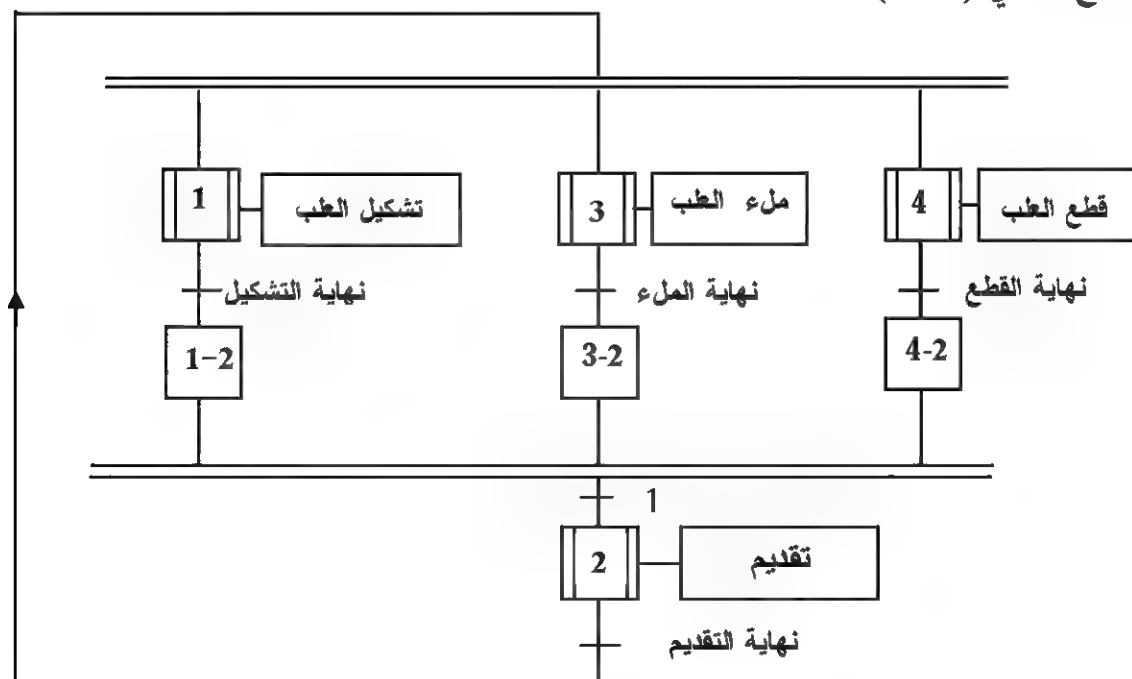 1
تشكيل العلب
3
ملء العلب
4
قطع العلب
نهاية التشكيل
نهاية الملء
نهاية القطع
1-2
3-2
4-2
1
2
تقديم
نهاية التقديم